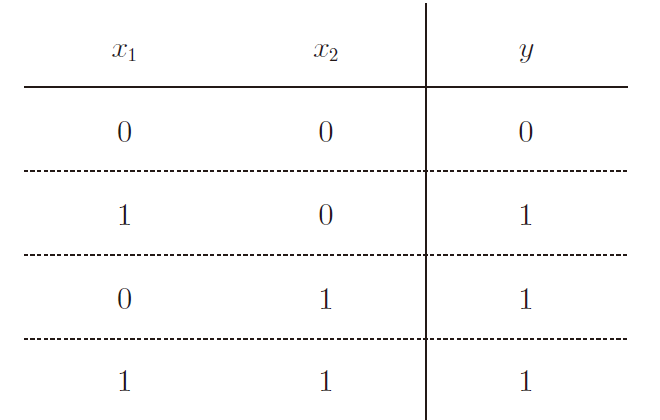 x₁ x₂ y
0 0 0
1 0 1
0 1 1
1 1 1